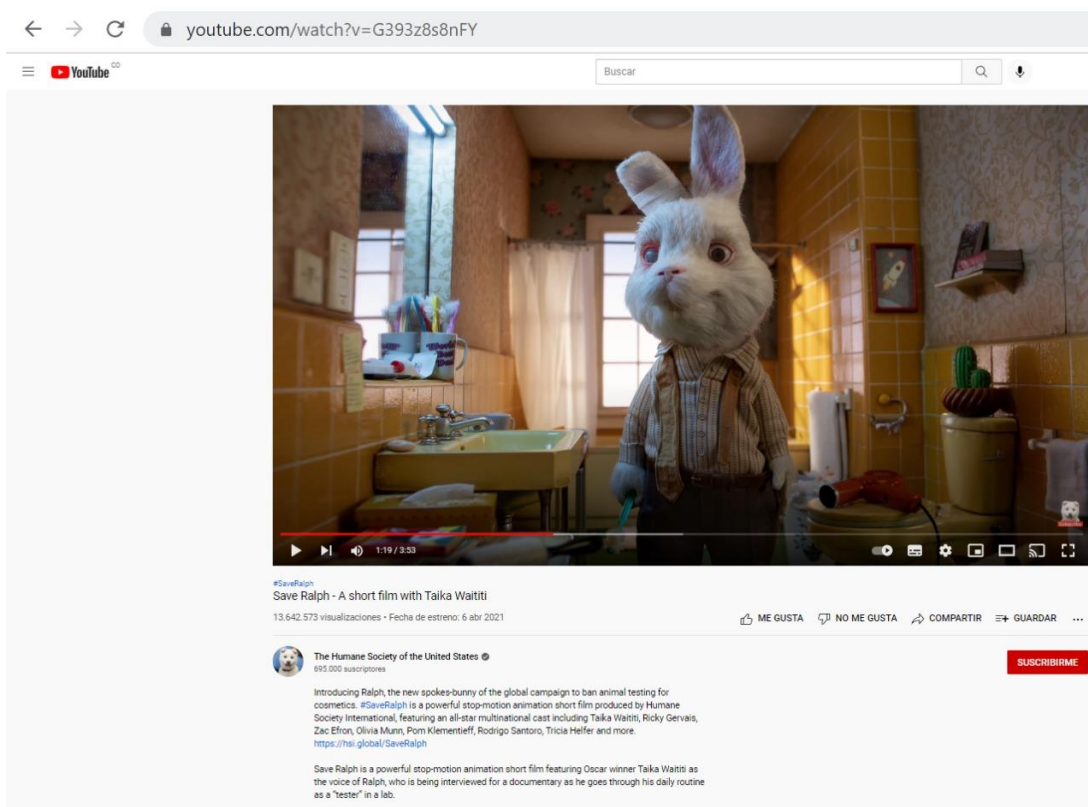 youtube.com/watch?v=G393z8s8nFY
YouTube CO
Buscar
1:19 / 3:53
#SaveRalph
Save Ralph - A short film with Taika Waititi
13.642.573 visualizaciones • Fecha de estreno: 6 abr 2021
ME GUSTA NO ME GUSTA COMPARTIR GUARDAR ...
The Humane Society of the United States
695.000 suscriptores
SUSCRIBIRME
Introducing Ralph, the new spokes-bunny of the global campaign to ban animal testing for
cosmetics. #SaveRalph is a powerful stop-motion animation short film produced by Humane
Society International, featuring an all-star multinational cast including Taika Waititi, Ricky Gervais,
Zac Efron, Olivia Munn, Pom Klementieff, Rodrigo Santoro, Tricia Helfer and more.
https://hsi.global/SaveRalph
Save Ralph is a powerful stop-motion animation short film featuring Oscar winner Taika Waititi as
the voice of Ralph, who is being interviewed for a documentary as he goes through his daily routine
as a "tester" in a lab.